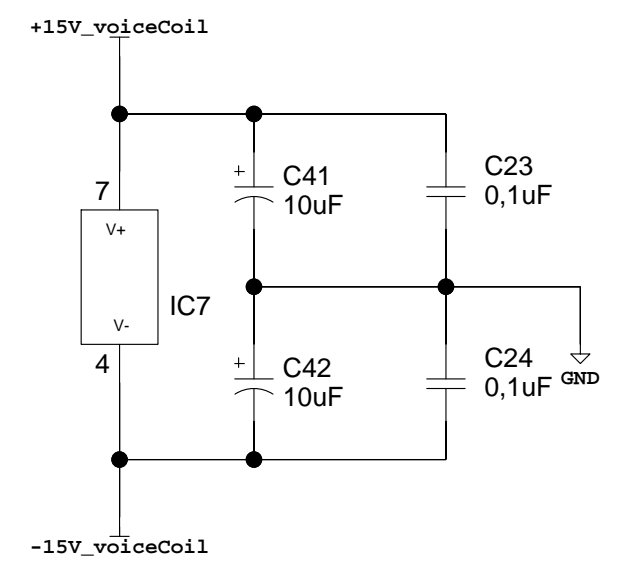 +15V_voiceCoil
7
V+
V-
IC7
4
+
C41
10uF
C23
0,1uF
+
C42
10uF
C24
0,1uF
GND
-15V_voiceCoil